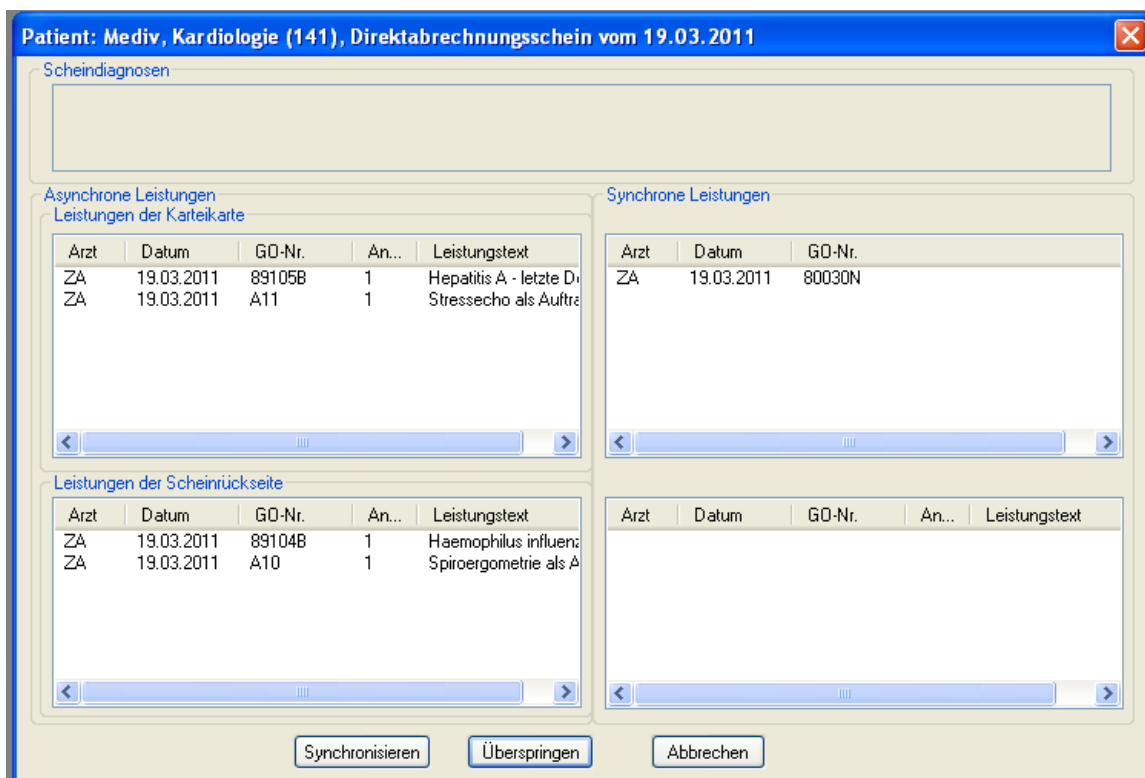 Patient: Mediv, Kardiologie (141), Direktabrechnungsschein vom 19.03.2011
Scheindiagnosen
Asynchrone Leistungen
Leistungen der Karteikarte
Arzt Datum GO-Nr. An... Leistungstext
ZA 19.03.2011 89105B 1 Hepatitis A - letzte D
ZA 19.03.2011 A11 1 Stressecho als Auftra
Synchrone Leistungen
Arzt Datum GO-Nr.
ZA 19.03.2011 80030N
Leistungen der Scheinrückseite
Arzt Datum GO-Nr. An... Leistungstext
ZA 19.03.2011 89104B 1 Haemophilus influenz
ZA 19.03.2011 A10 1 Spiroergometrie als A
Arzt Datum GO-Nr. An... Leistungstext
Synchronisieren Überspringen Abbrechen